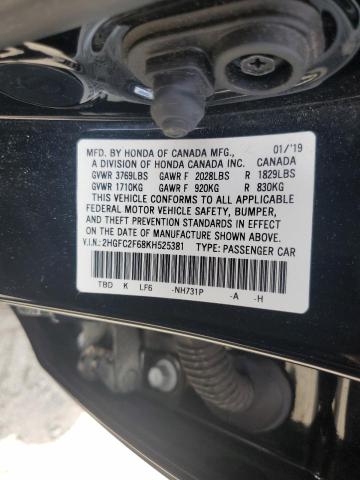 MFD. BY HONDA OF CANADA MFG., 01/'19
A DIVISION OF HONDA CANADA INC. CANADA
GVWR 3769LBS GAWR F 2028LBS R 1829LBS
GVWR 1710KG GAWR F 920KG R 830KG
THIS VEHICLE CONFORMS TO ALL APPLICABLE
FEDERAL MOTOR VEHICLE SAFETY, BUMPER,
AND THEFT PREVENTION STANDARDS IN EFFECT
ON THE DATE OF MANUFACTURE SHOWN ABOVE.
V.I.N: 2HGFC2F68KH525381 TYPE: PASSENGER CAR
TBD K LF6 -NH731P -A -H